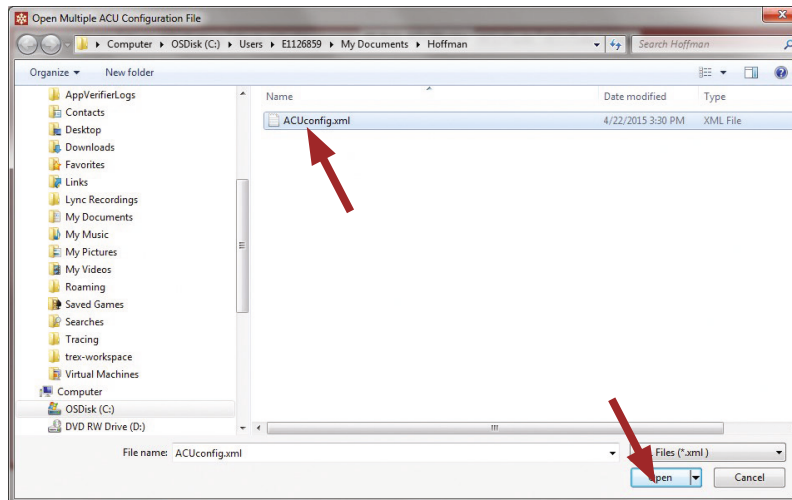 Open Multiple ACU Configuration File
Computer OSDisk (C:) Users E1126859 My Documents Hoffman Search Hoffman
Organize New folder
Name Date modified Type
AppVerifierLogs
Contacts
Desktop
Downloads
Favorites
Links
Lync Recordings
My Documents
My Music
My Pictures
My Videos
Roaming
Saved Games
Searches
Tracing
trex-workspace
Virtual Machines
Computer
OSDisk (C:)
DVD RW Drive (D:)
ACUconfig.xml 4/22/2015 3:30 PM XML File
File name: ACUconfig.xml Files (*.xml )
Open Cancel